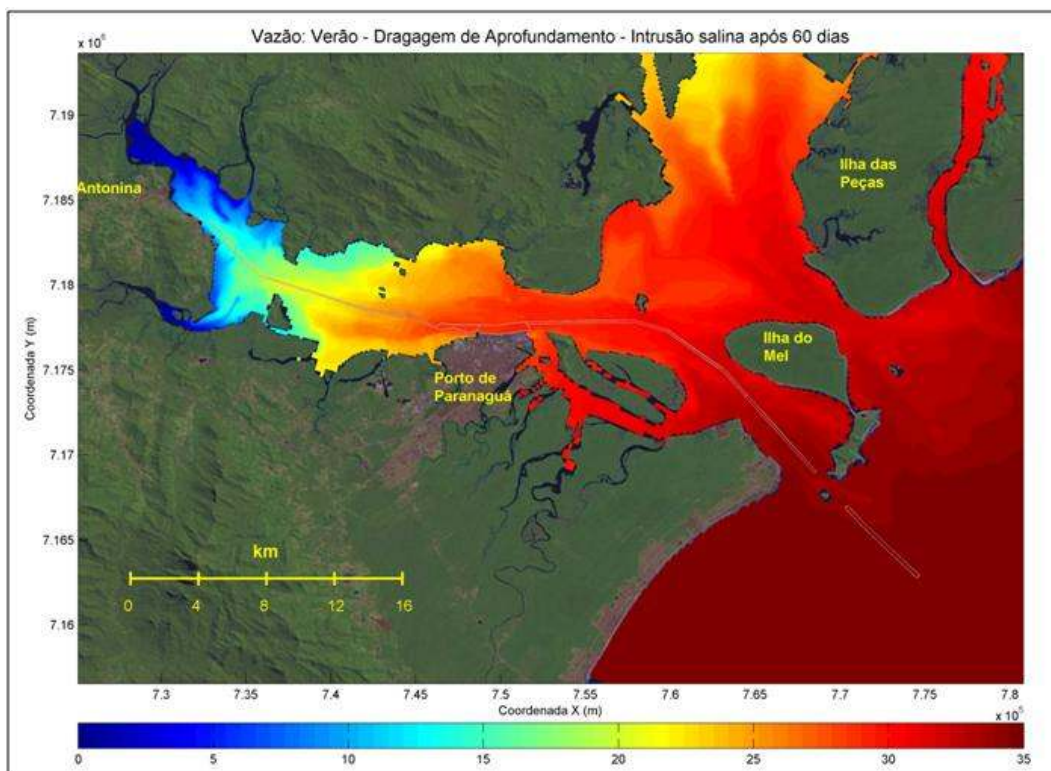 Vazão: Verão - Dragagem de Aprofundamento - Intrusão salina após 60 dias
x 10⁶
7.19
7.185
7.18
7.175
7.17
7.165
7.16
Coordenada Y (m)
Antonina
Ilha das
Peças
Ilha do
Mel
Porto de
Paranaguá
km
0 4 8 12 16
7.3 7.35 7.4 7.45 7.5 7.55 7.6 7.65 7.7 7.75 7.8
Coordenada X (m)
x 10⁵
0 5 10 15 20 25 30 35